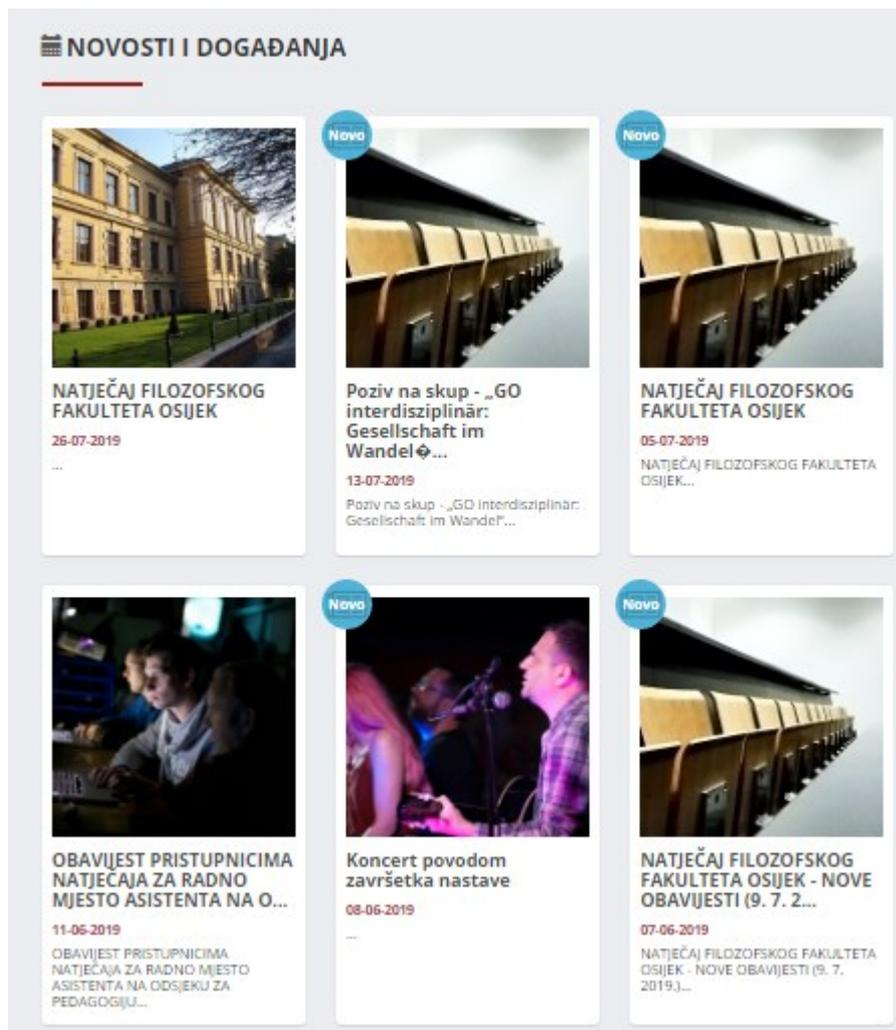 NOVOSTI I DOGAĐANJA
NATJEČAJ FILOZOFSKOG
FAKULTETA OSIJEK
26-07-2019
...
Novo
Poziv na skup - „GO
interdisziplinär:
Gesellschaft im
Wandel�...
13-07-2019
Poziv na skup - „GO interdisziplinär:
Gesellschaft im Wandel“...
Novo
NATJEČAJ FILOZOFSKOG
FAKULTETA OSIJEK
05-07-2019
NATJEČAJ FILOZOFSKOG FAKULTETA
OSIJEK...
OBAVIJEST PRISTUPNICIMA
NATJEČAJA ZA RADNO
MJESTO ASISTENTA NA O...
11-06-2019
OBAVIJEST PRISTUPNICIMA
NATJEČAJA ZA RADNO MJESTO
ASISTENTA NA ODSJEKU ZA
PEDAGOGIJU...
Novo
Koncert povodom
završetka nastave
08-06-2019
...
Novo
NATJEČAJ FILOZOFSKOG
FAKULTETA OSIJEK - NOVE
OBAVIJESTI (9. 7. 2...
07-06-2019
NATJEČAJ FILOZOFSKOG FAKULTETA
OSIJEK - NOVE OBAVIJESTI (9. 7.
2019.)...